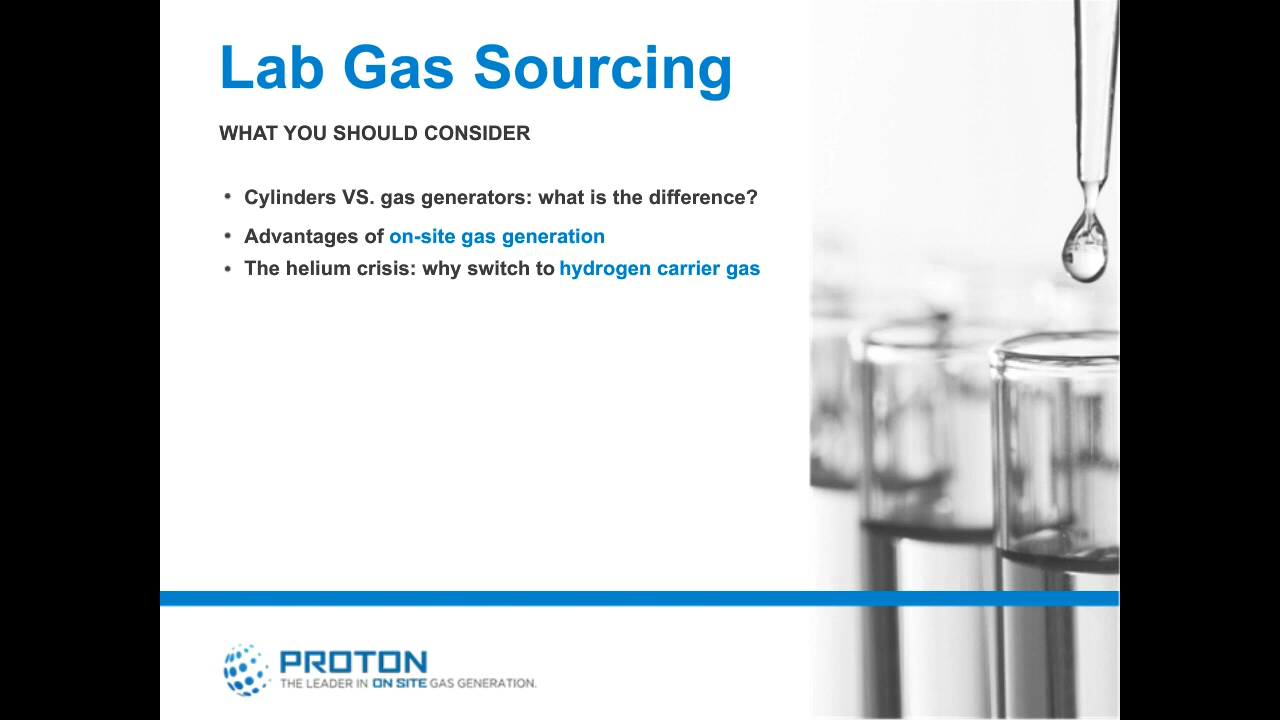 Lab Gas Sourcing
WHAT YOU SHOULD CONSIDER
• Cylinders VS. gas generators: what is the difference?
• Advantages of on-site gas generation
• The helium crisis: why switch to hydrogen carrier gas
PROTON
THE LEADER IN ON SITE GAS GENERATION.